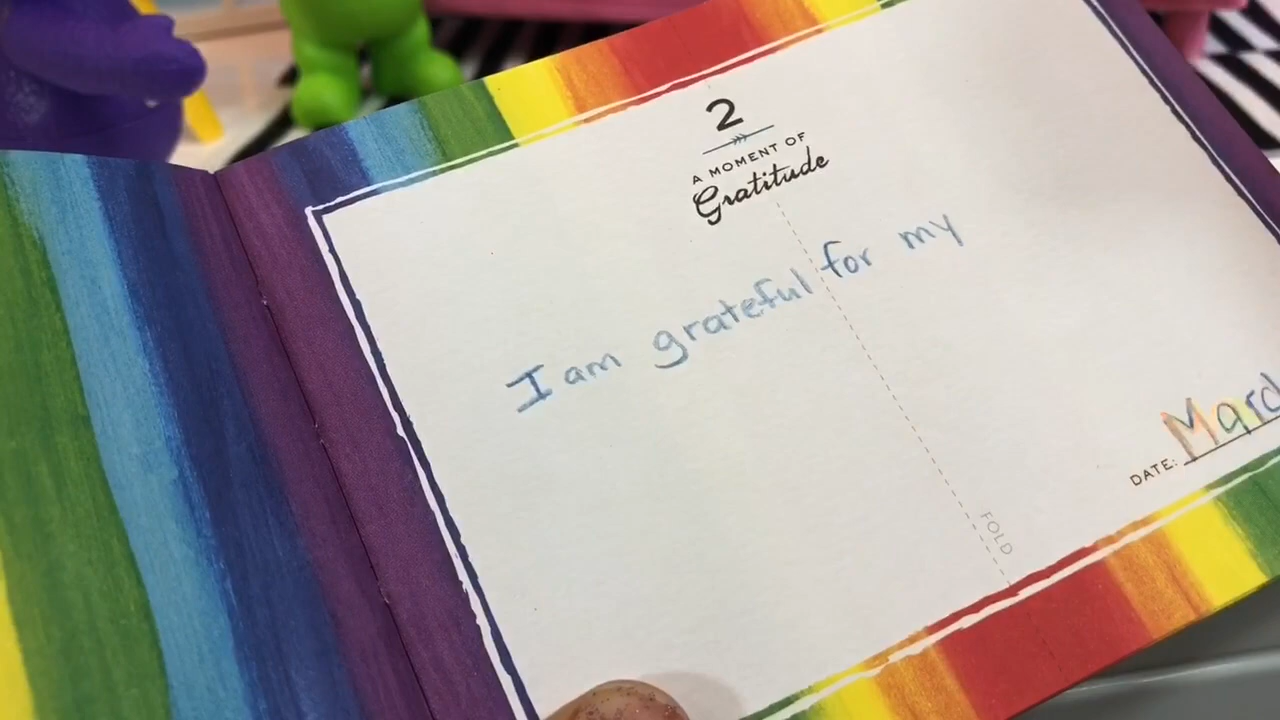 2
A MOMENT OF
Gratitude
I am grateful for my
DATE:
FOLD